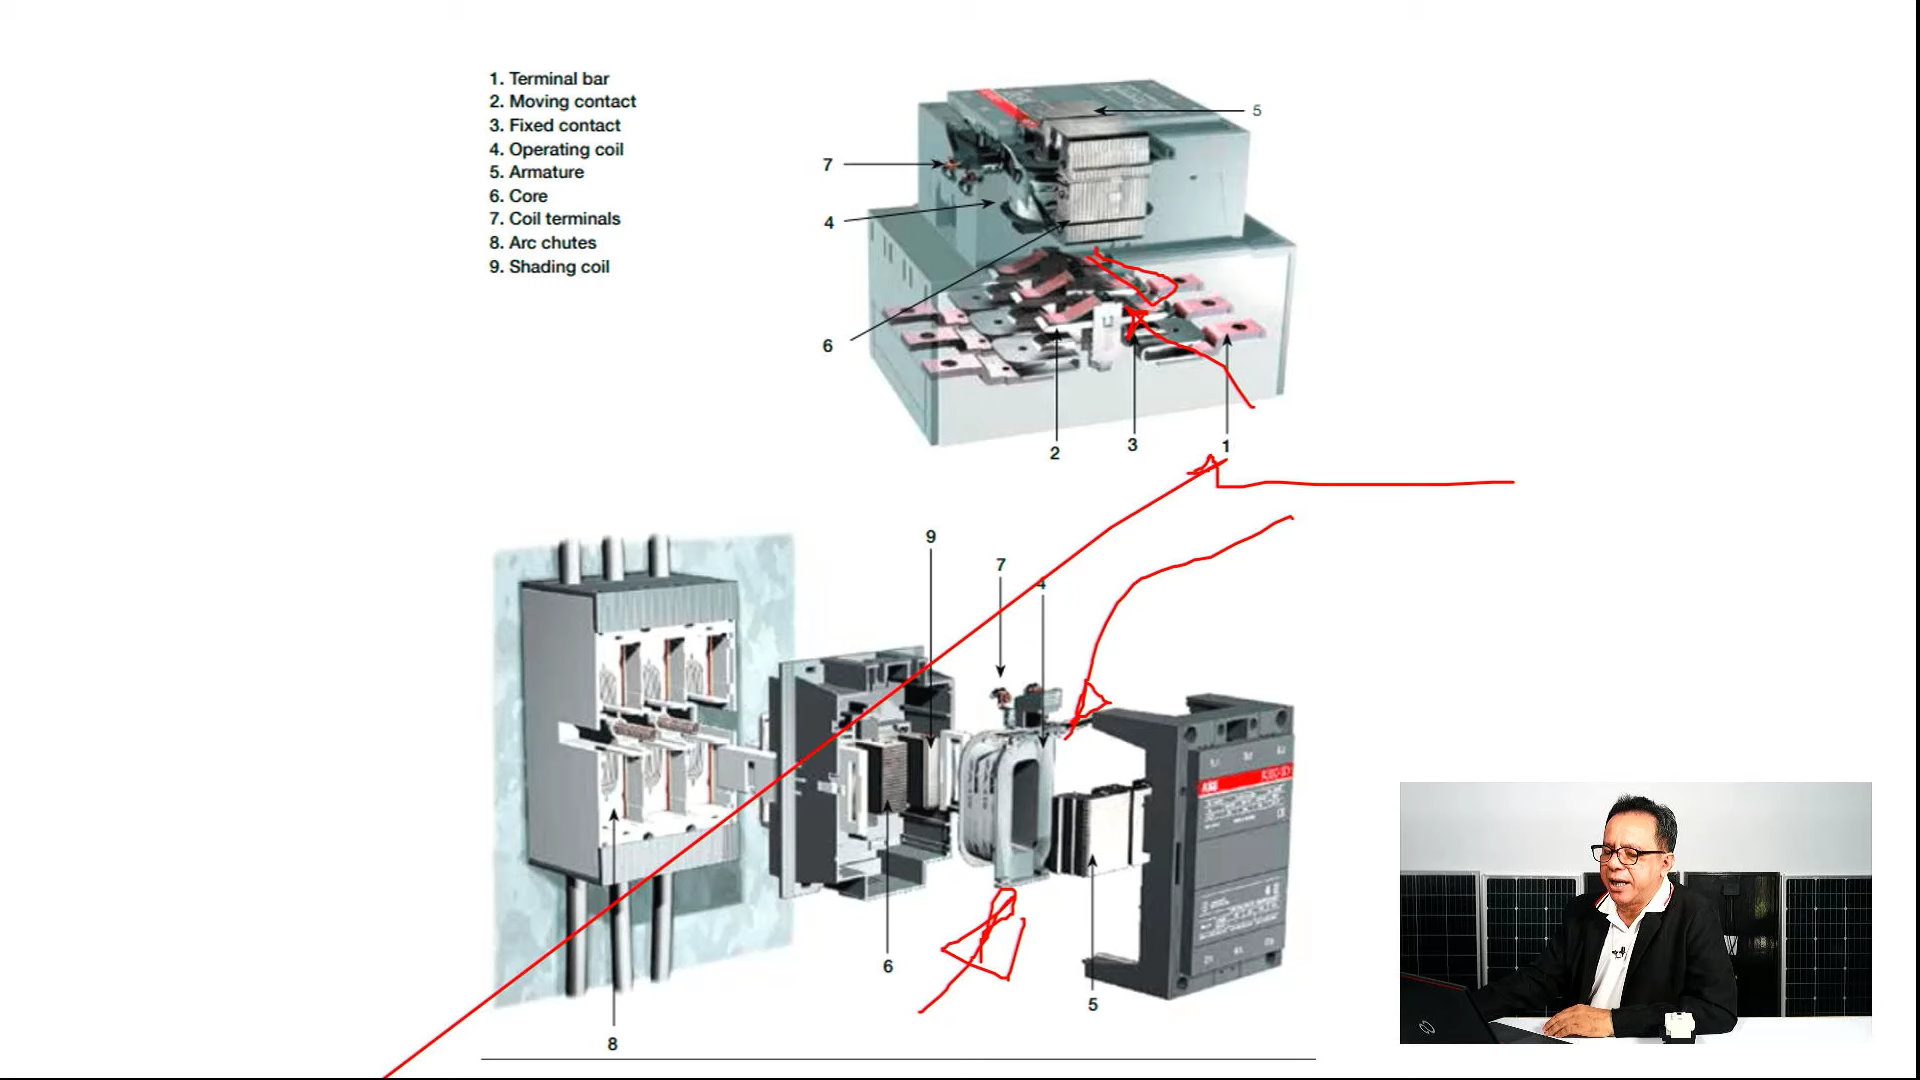 1. Terminal bar
2. Moving contact
3. Fixed contact
4. Operating coil
5. Armature
6. Core
7. Coil terminals
8. Arc chutes
9. Shading coil
5
7
4
6
2
3
1
9
7
4
ABB
6
5
8